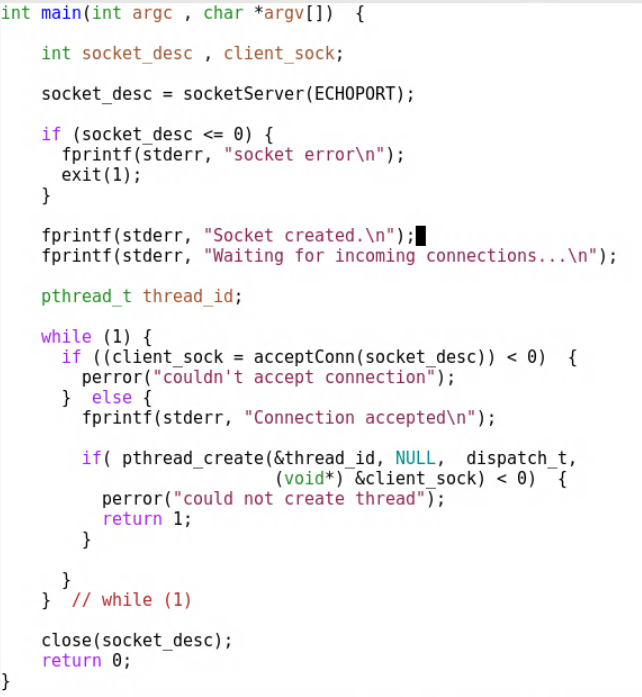 int main(int argc , char *argv[])  {
int socket_desc , client_sock;
socket_desc = socketServer(ECHOPORT);
if (socket_desc <= 0) {
fprintf(stderr, "socket error\n");
exit(1);
}
fprintf(stderr, "Socket created.\n");
fprintf(stderr, "Waiting for incoming connections...\n");
pthread_t thread_id;
while (1) {
if ((client_sock = acceptConn(socket_desc)) < 0)  {
perror("couldn't accept connection");
}  else {
fprintf(stderr, "Connection accepted\n");
if( pthread_create(&thread_id, NULL,  dispatch_t,
(void*) &client_sock) < 0)  {
perror("could not create thread");
return 1;
}
}
}  // while (1)
close(socket_desc);
return 0;
}